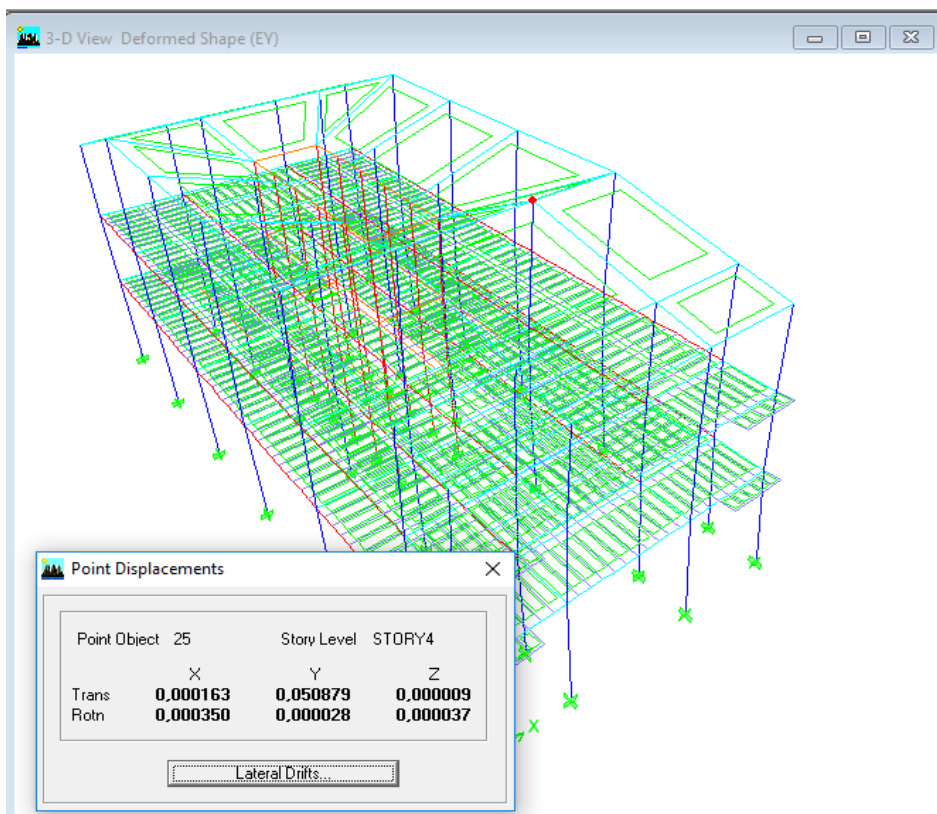 3-D View Deformed Shape (EY)
X
Point Displacements
Point Object 25 Story Level STORY4
X Y Z
Trans 0,000163 0,050879 0,000009
Rotn 0,000350 0,000028 0,000037
Lateral Drifts...